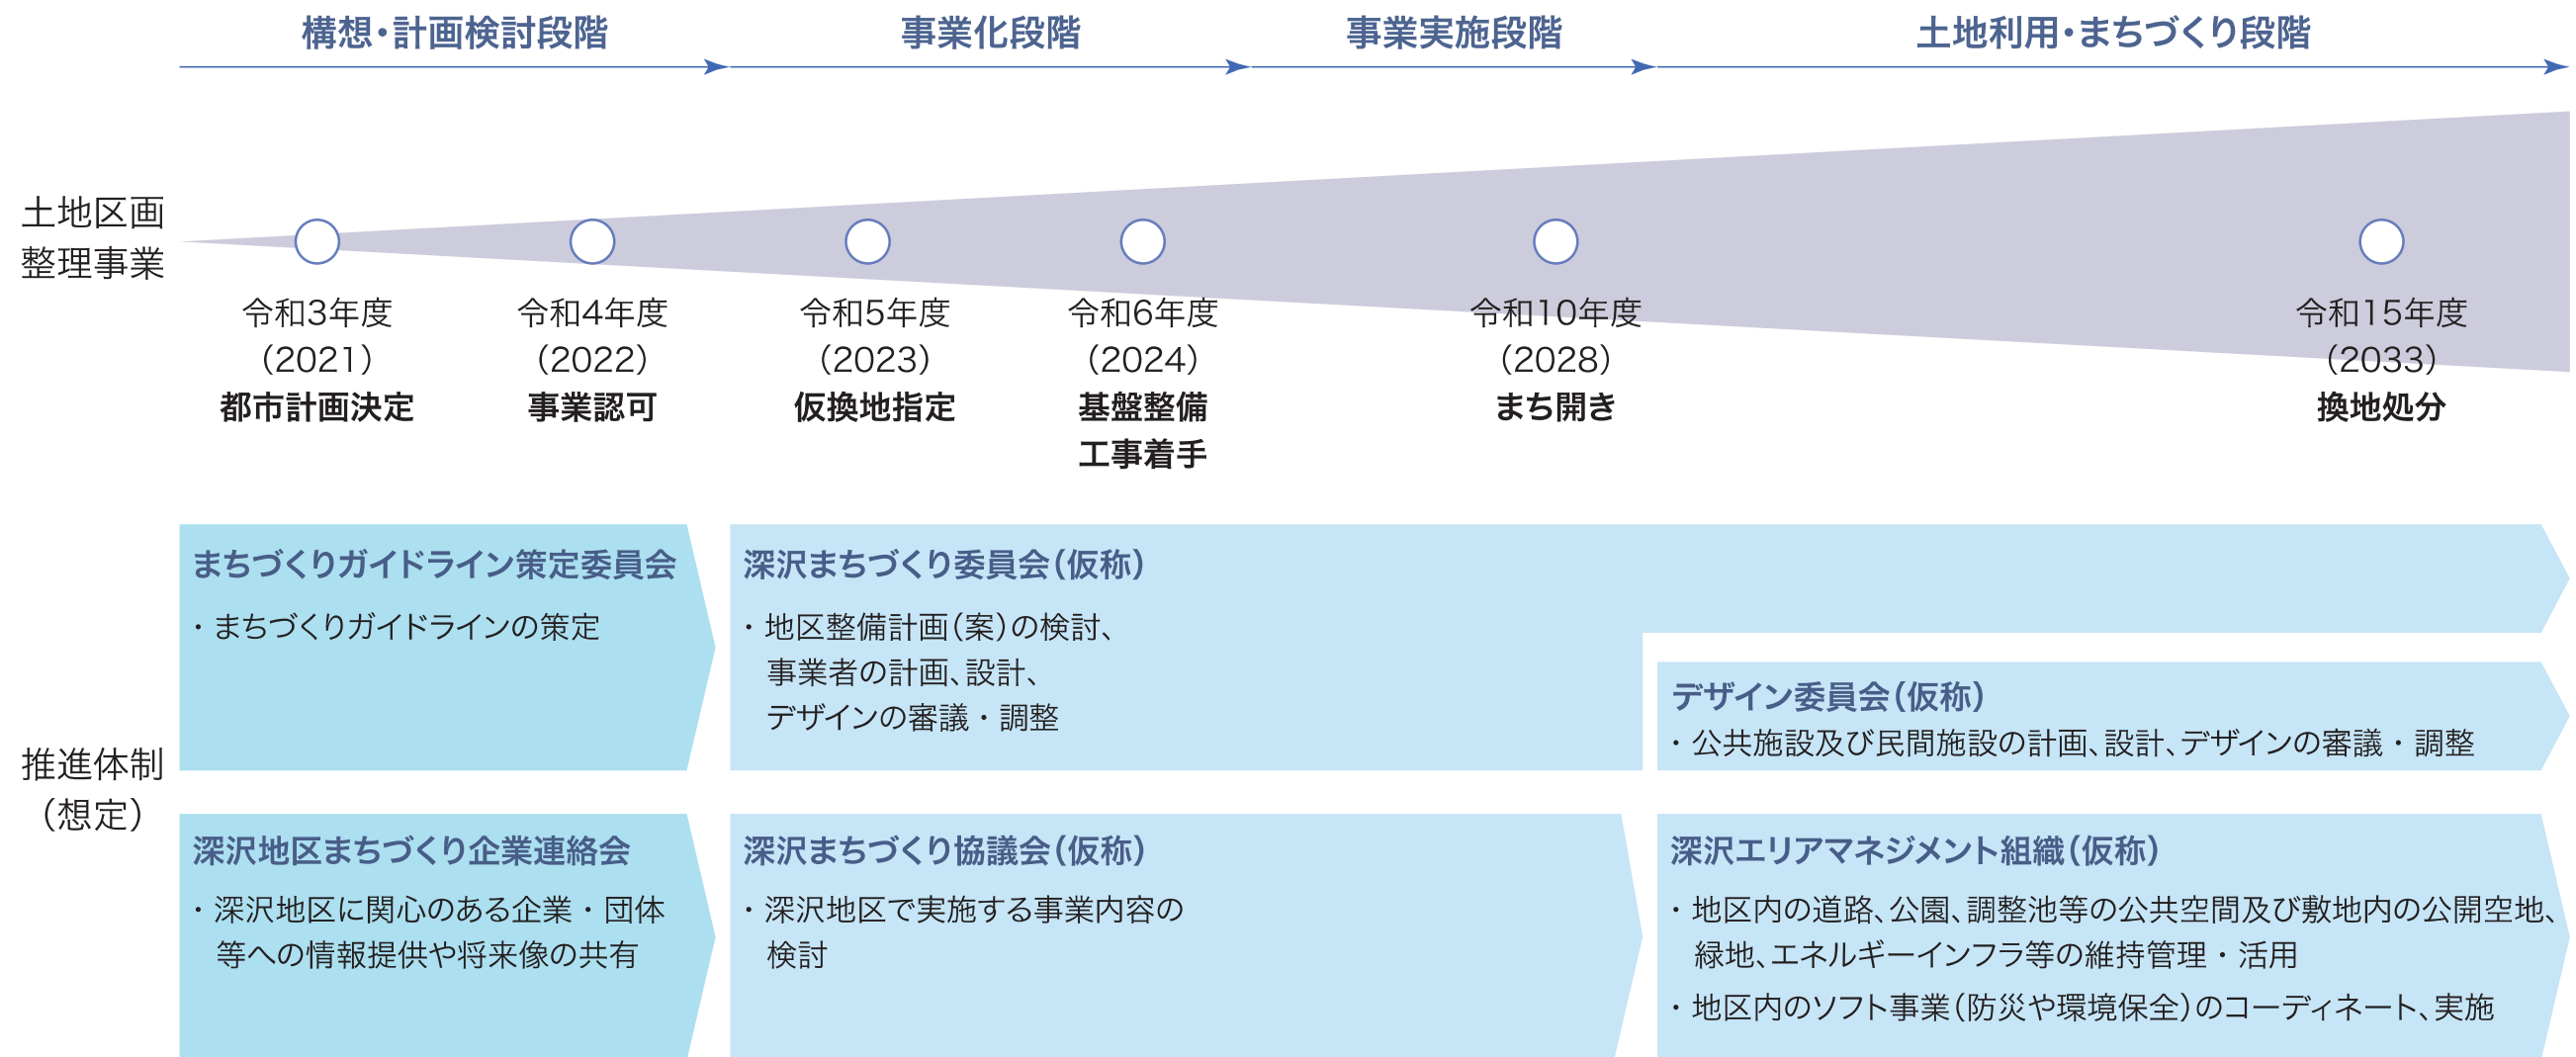 構想・計画検討段階
事業化段階
事業実施段階
土地利用・まちづくり段階
土地区画
整理事業
令和3年度
（2021）
都市計画決定
令和4年度
（2022）
事業認可
令和5年度
（2023）
仮換地指定
令和6年度
（2024）
基盤整備
工事着手
令和10年度
（2028）
まち開き
令和15年度
（2033）
換地処分
推進体制
（想定）
まちづくりガイドライン策定委員会
・まちづくりガイドラインの策定
深沢まちづくり委員会（仮称）
・地区整備計画（案）の検討、
事業者の計画、設計、
デザインの審議・調整
デザイン委員会（仮称）
・公共施設及び民間施設の計画、設計、デザインの審議・調整
深沢地区まちづくり企業連絡会
・深沢地区に関心のある企業・団体
等への情報提供や将来像の共有
深沢まちづくり協議会（仮称）
・深沢地区で実施する事業内容の
検討
深沢エリアマネジメント組織（仮称）
・地区内の道路、公園、調整池等の公共空間及び敷地内の公開空地、
緑地、エネルギーインフラ等の維持管理・活用
・地区内のソフト事業（防災や環境保全）のコーディネート、実施